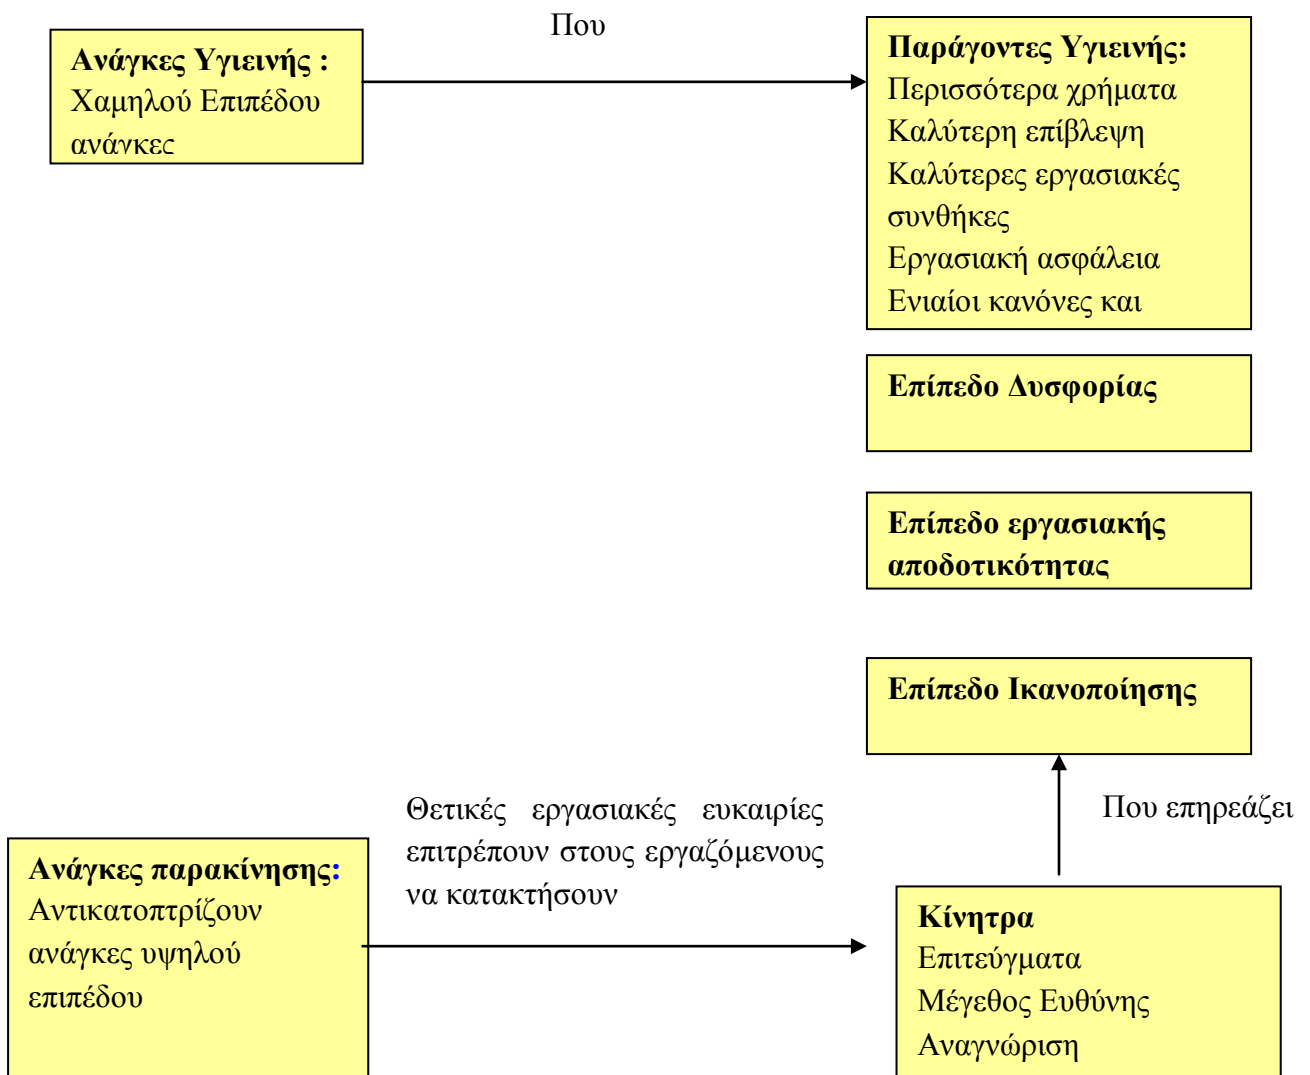 Που
Ανάγκες Υγιεινής :
Χαμηλού Επιπέδου
ανάγκες
Παράγοντες Υγιεινής:
Περισσότερα χρήματα
Καλύτερη επίβλεψη
Καλύτερες εργασιακές
συνθήκες
Εργασιακή ασφάλεια
Ενιαίοι κανόνες και
Επίπεδο Δυσφορίας
Επίπεδο εργασιακής
αποδοτικότητας
Επίπεδο Ικανοποίησης
Θετικές εργασιακές ευκαιρίες
επιτρέπουν στους εργαζόμενους
να κατακτήσουν
Που επηρεάζει
Ανάγκες παρακίνησης:
Αντικατοπτρίζουν
ανάγκες υψηλού
επιπέδου
Κίνητρα
Επιτεύγματα
Μέγεθος Ευθύνης
Αναγνώριση